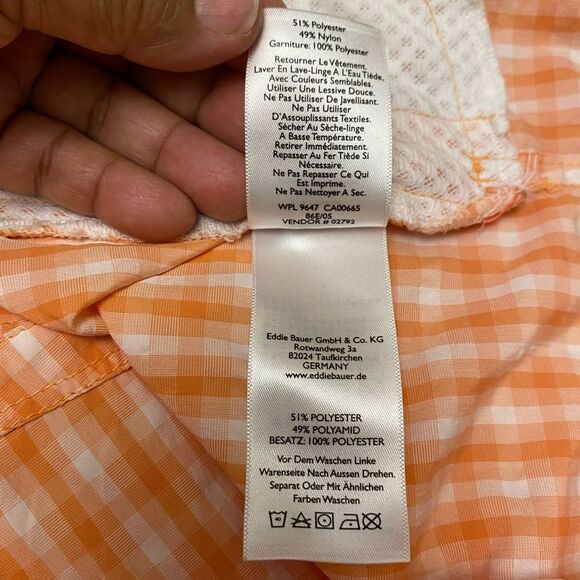 51% Polyester
49% Nylon
Garniture: 100% Polyester
Retourner Le Vêtement.
Laver En Lave-Linge A L'Eau Tiède,
Avec Couleurs Semblables.
Utiliser Une Lessive Douce.
Ne Pas Utiliser De Javellisant.
Ne Pas Utiliser
D'Assouplissants Textiles.
Sécher Au Sèche-linge
A Basse Température.
Retirer Immédiatement.
Repasser Au Fer Tiède Si
Nécessaire.
Ne Pas Repasser Ce Qui
Est Imprime.
Ne Pas Nettoyer A Sec.
WPL 9647 CA00665
86E/05
VENDOR # 02792
Eddie Bauer GmbH & Co. KG
Rotwandweg 3a
82024 Taufkirchen
GERMANY
www.eddiebauer.de
51% POLYESTER
49% POLYAMID
BESATZ: 100% POLYESTER
Vor Dem Waschen Linke
Warenseite Nach Aussen Drehen.
Separat Oder Mit Ähnlichen
Farben Waschen